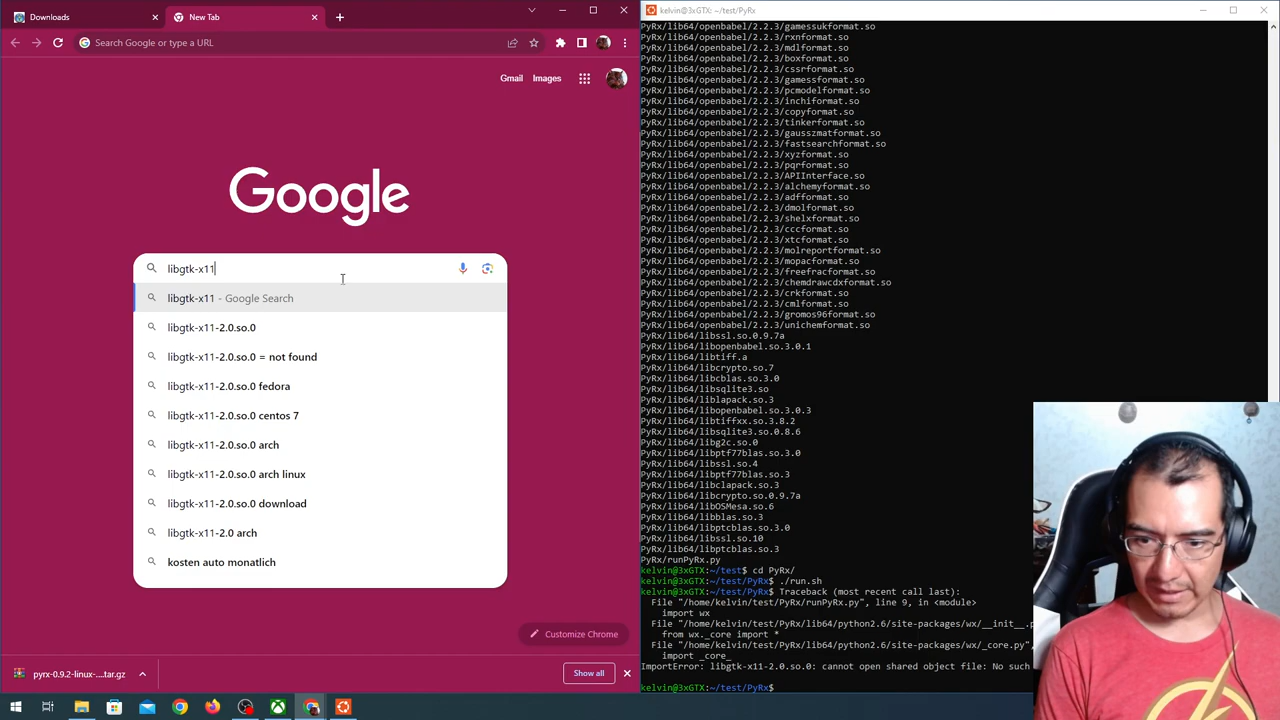 Downloads
New Tab
Search Google or type a URL
Gmail
Images
Google
libgtk-x11
libgtk-x11 - Google Search
libgtk-x11-2.0.so.0
libgtk-x11-2.0.so.0 = not found
libgtk-x11-2.0.so.0 fedora
libgtk-x11-2.0.so.0 centos 7
libgtk-x11-2.0.so.0 arch
libgtk-x11-2.0.so.0 arch linux
libgtk-x11-2.0.so.0 download
libgtk-x11-2.0 arch
kosten auto monatlich
Customize Chrome
pyrx-0.9.2-linux-....tar.gz
Show all
kelvin@3xGTX: ~/test/PyRx
PyRx/lib64/openbabel/2.2.3/gamessukformat.so
PyRx/lib64/openbabel/2.2.3/rxnformat.so
PyRx/lib64/openbabel/2.2.3/mdlformat.so
PyRx/lib64/openbabel/2.2.3/boxformat.so
PyRx/lib64/openbabel/2.2.3/cssrformat.so
PyRx/lib64/openbabel/2.2.3/gamessformat.so
PyRx/lib64/openbabel/2.2.3/pcmodelformat.so
PyRx/lib64/openbabel/2.2.3/inchiformat.so
PyRx/lib64/openbabel/2.2.3/copyformat.so
PyRx/lib64/openbabel/2.2.3/tinkerformat.so
PyRx/lib64/openbabel/2.2.3/gausszmatformat.so
PyRx/lib64/openbabel/2.2.3/fastsearchformat.so
PyRx/lib64/openbabel/2.2.3/xyzformat.so
PyRx/lib64/openbabel/2.2.3/pqrformat.so
PyRx/lib64/openbabel/2.2.3/APIInterface.so
PyRx/lib64/openbabel/2.2.3/alchemyformat.so
PyRx/lib64/openbabel/2.2.3/adfformat.so
PyRx/lib64/openbabel/2.2.3/dmolformat.so
PyRx/lib64/openbabel/2.2.3/shelxformat.so
PyRx/lib64/openbabel/2.2.3/cccformat.so
PyRx/lib64/openbabel/2.2.3/xtcformat.so
PyRx/lib64/openbabel/2.2.3/molreportformat.so
PyRx/lib64/openbabel/2.2.3/mopacformat.so
PyRx/lib64/openbabel/2.2.3/freefracformat.so
PyRx/lib64/openbabel/2.2.3/chemdrawcdxformat.so
PyRx/lib64/openbabel/2.2.3/crkformat.so
PyRx/lib64/openbabel/2.2.3/cmlformat.so
PyRx/lib64/openbabel/2.2.3/gromos96format.so
PyRx/lib64/openbabel/2.2.3/unichemformat.so
PyRx/lib64/libssl.so.0.9.7a
PyRx/lib64/libopenbabel.so.3.0.1
PyRx/lib64/libtiff.a
PyRx/lib64/libcrypto.so.7
PyRx/lib64/libcblas.so.3.0
PyRx/lib64/libsqlite3.so
PyRx/lib64/liblapack.so.3
PyRx/lib64/libopenbabel.so.3.0.3
PyRx/lib64/libtiffxx.so.3.8.2
PyRx/lib64/libsqlite3.so.0.8.6
PyRx/lib64/libg2c.so.0
PyRx/lib64/libptf77blas.so.3.0
PyRx/lib64/libssl.so.4
PyRx/lib64/libptf77blas.so.3
PyRx/lib64/libclapack.so.3
PyRx/lib64/libcrypto.so.0.9.7a
PyRx/lib64/libOSMesa.so.6
PyRx/lib64/libblas.so.3
PyRx/lib64/libptcblas.so.3.0
PyRx/lib64/libssl.so.10
PyRx/lib64/libptcblas.so.3
PyRx/runPyRx.py
kelvin@3xGTX:~/test$ cd PyRx/
kelvin@3xGTX:~/test/PyRx$ ./run.sh
kelvin@3xGTX:~/test/PyRx$ Traceback (most recent call last):
File "/home/kelvin/test/PyRx/runPyRx.py", line 9, in <module>
import wx
File "/home/kelvin/test/PyRx/lib64/python2.6/site-packages/wx/__init__.p
from wx._core import *
File "/home/kelvin/test/PyRx/lib64/python2.6/site-packages/wx/_core.py",
import _core_
ImportError: libgtk-x11-2.0.so.0: cannot open shared object file: No such
kelvin@3xGTX:~/test/PyRx$